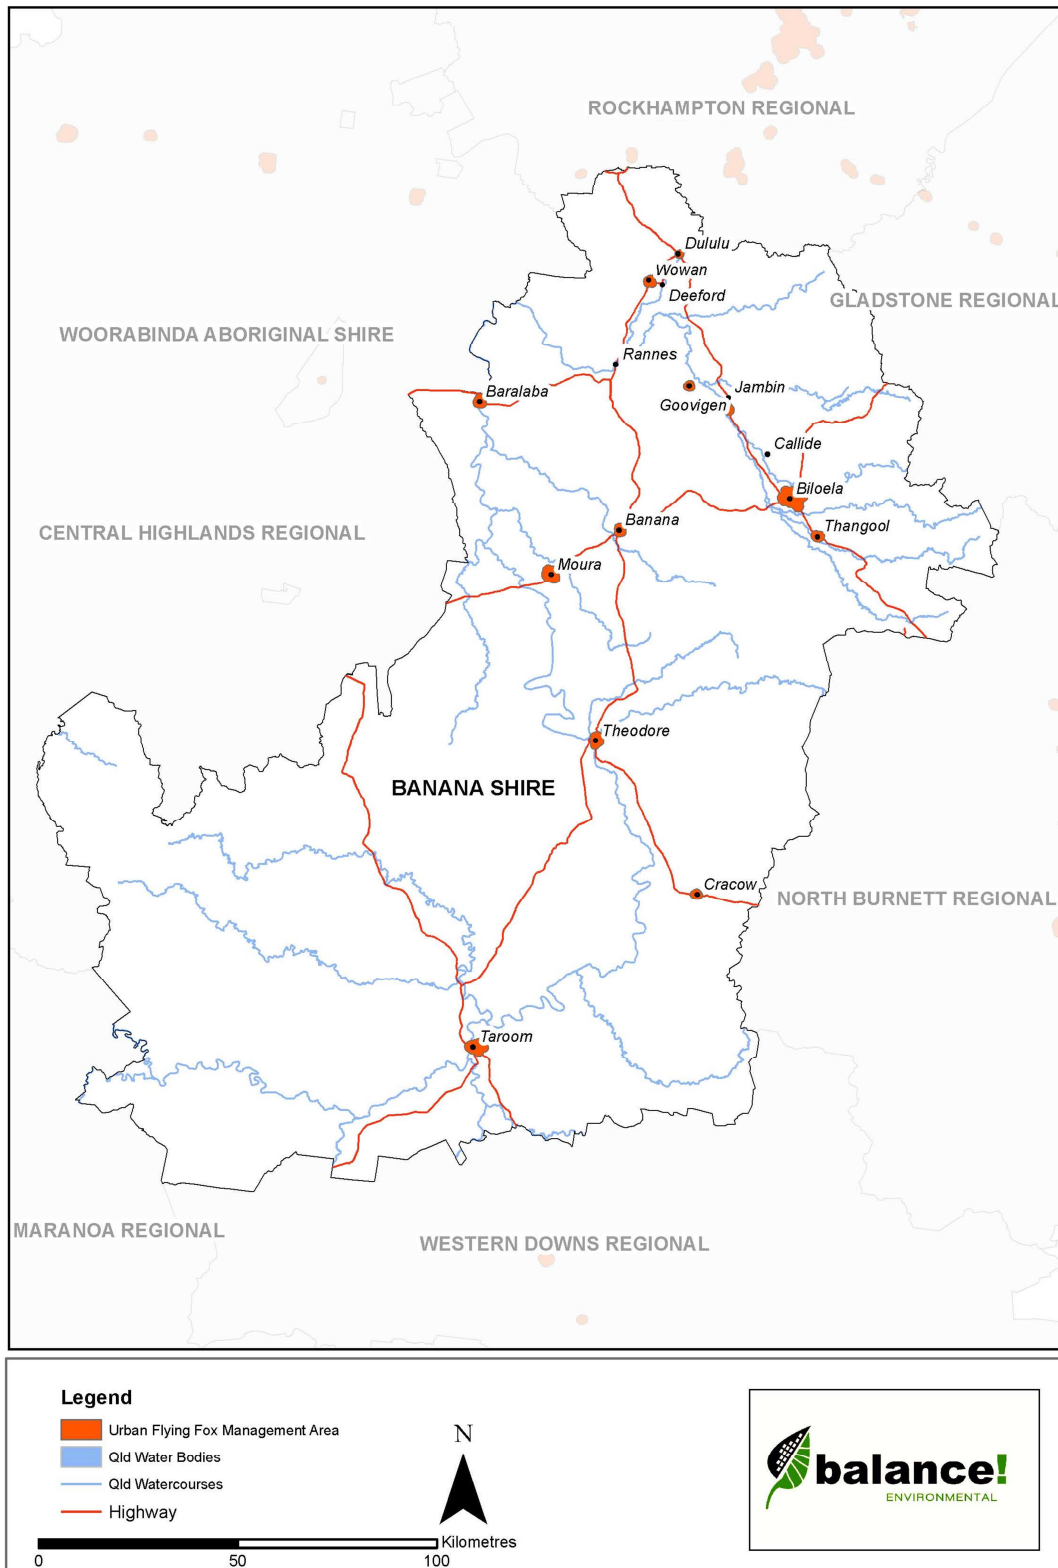 ROCKHAMPTON REGIONAL
Dululu
Wowan
Deeford
GLADSTONE REGIONAL
WOORABINDA ABORIGINAL SHIRE
Rannes
Baralaba
Jambin
Goovigen
Callide
Biloela
Banana
Thangool
CENTRAL HIGHLANDS REGIONAL
Moura
Theodore
BANANA SHIRE
Cracow
NORTH BURNETT REGIONAL
Taroom
MARANOA REGIONAL
WESTERN DOWNS REGIONAL
Legend
Urban Flying Fox Management Area
Qld Water Bodies
Qld Watercourses
Highway
N
Kilometres
0 50 100
balance!
ENVIRONMENTAL